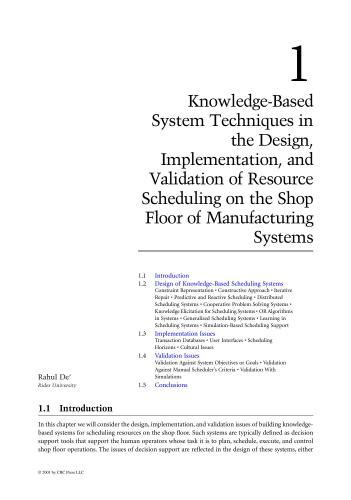 1
Knowledge-Based
System Techniques in
the Design,
Implementation, and
Validation of Resource
Scheduling on the Shop
Floor of Manufacturing
Systems
1.1 Introduction
1.2 Design of Knowledge-Based Scheduling Systems
Constraint Representation • Constructive Approach • Iterative
Repair • Predictive and Reactive Scheduling • Distributed
Scheduling Systems • Cooperative Problem Solving Systems •
Knowledge Elicitation for Scheduling Systems • OR Algorithms
in Systems • Generalized Scheduling Systems • Learning in
Scheduling Systems • Simulation-Based Scheduling Support
1.3 Implementation Issues
Transaction Databases • User Interfaces • Scheduling
Horizons • Cultural Issues
1.4 Validation Issues
Validation Against System Objectives or Goals • Validation
Against Manual Scheduler's Criteria • Validation With
Simulations
1.5 Conclusions
Rahul De'
Rider University
1.1 Introduction
In this chapter we will consider the design, implementation, and validation issues of building knowledge-
based systems for scheduling resources on the shop floor. Such systems are typically defined as decision
support tools that support the human operators whose task it is to plan, schedule, execute, and control
shop floor operations. The issues of decision support are reflected in the design of these systems, either
© 2001 by CRC Press LLC